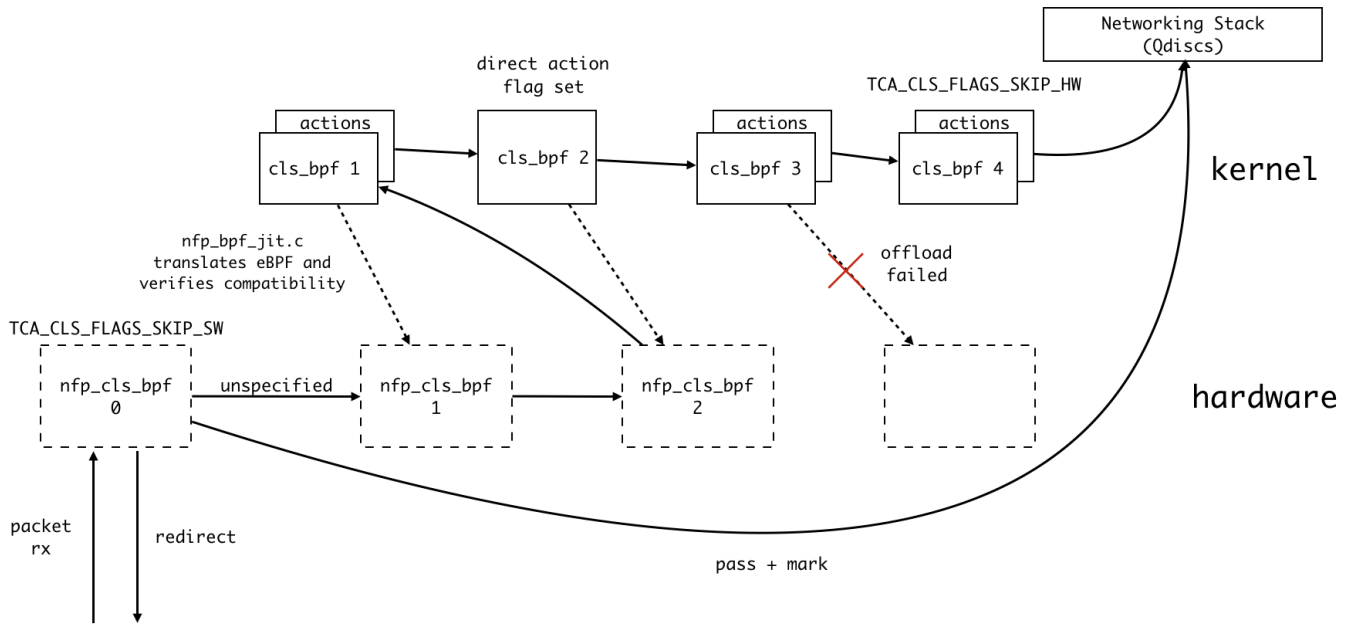 Networking Stack
(Qdiscs)
direct action
flag set
TCA_CLS_FLAGS_SKIP_HW
actions
cls_bpf 1
cls_bpf 2
actions
cls_bpf 3
actions
cls_bpf 4
kernel
nfp_bpf_jit.c
translates eBPF and
verifies compatibility
offload
failed
TCA_CLS_FLAGS_SKIP_SW
nfp_cls_bpf
0
unspecified
nfp_cls_bpf
1
nfp_cls_bpf
2
hardware
packet
rx
redirect
pass + mark